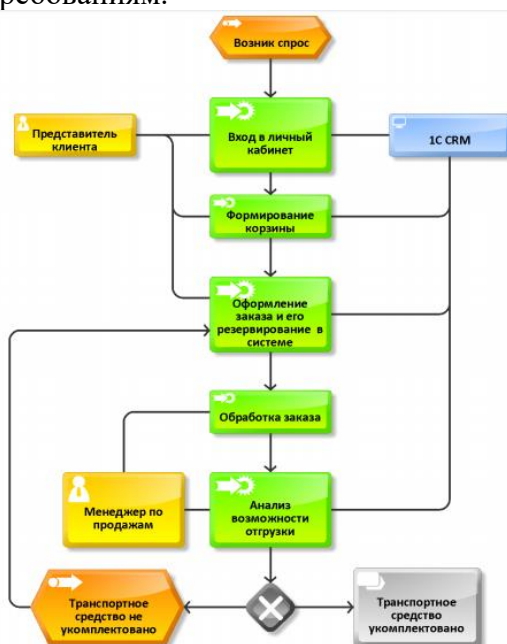 ребованиям.
Возник спрос
Представитель
клиента
Вход в личный
кабинет
1C CRM
Формирование
корзины
Оформление
заказа и его
резервирование в
системе
Обработка заказа
Менеджер по
продажам
Анализ
возможности
отгрузки
Транспортное
средство не
укомплектовано
Транспортное
средство
укомплектовано